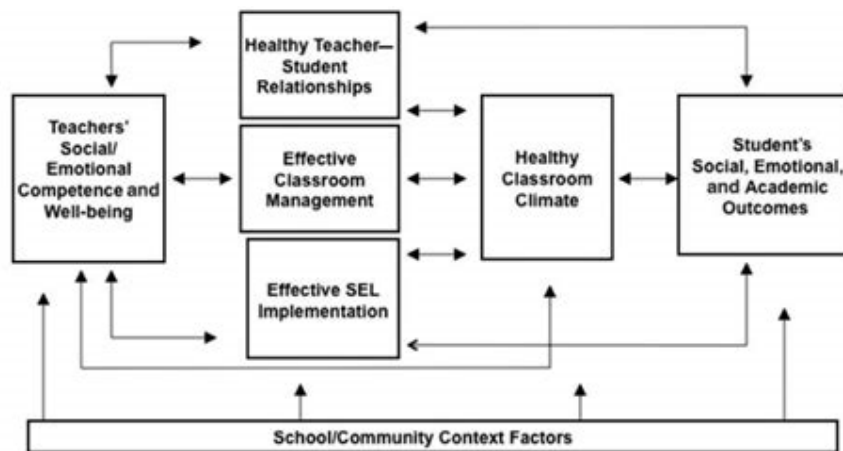 Healthy Teacher—
Student
Relationships
Teachers'
Social/
Emotional
Competence and
Well-being
Effective
Classroom
Management
Healthy
Classroom
Climate
Student's
Social, Emotional,
and Academic
Outcomes
Effective SEL
Implementation
School/Community Context Factors